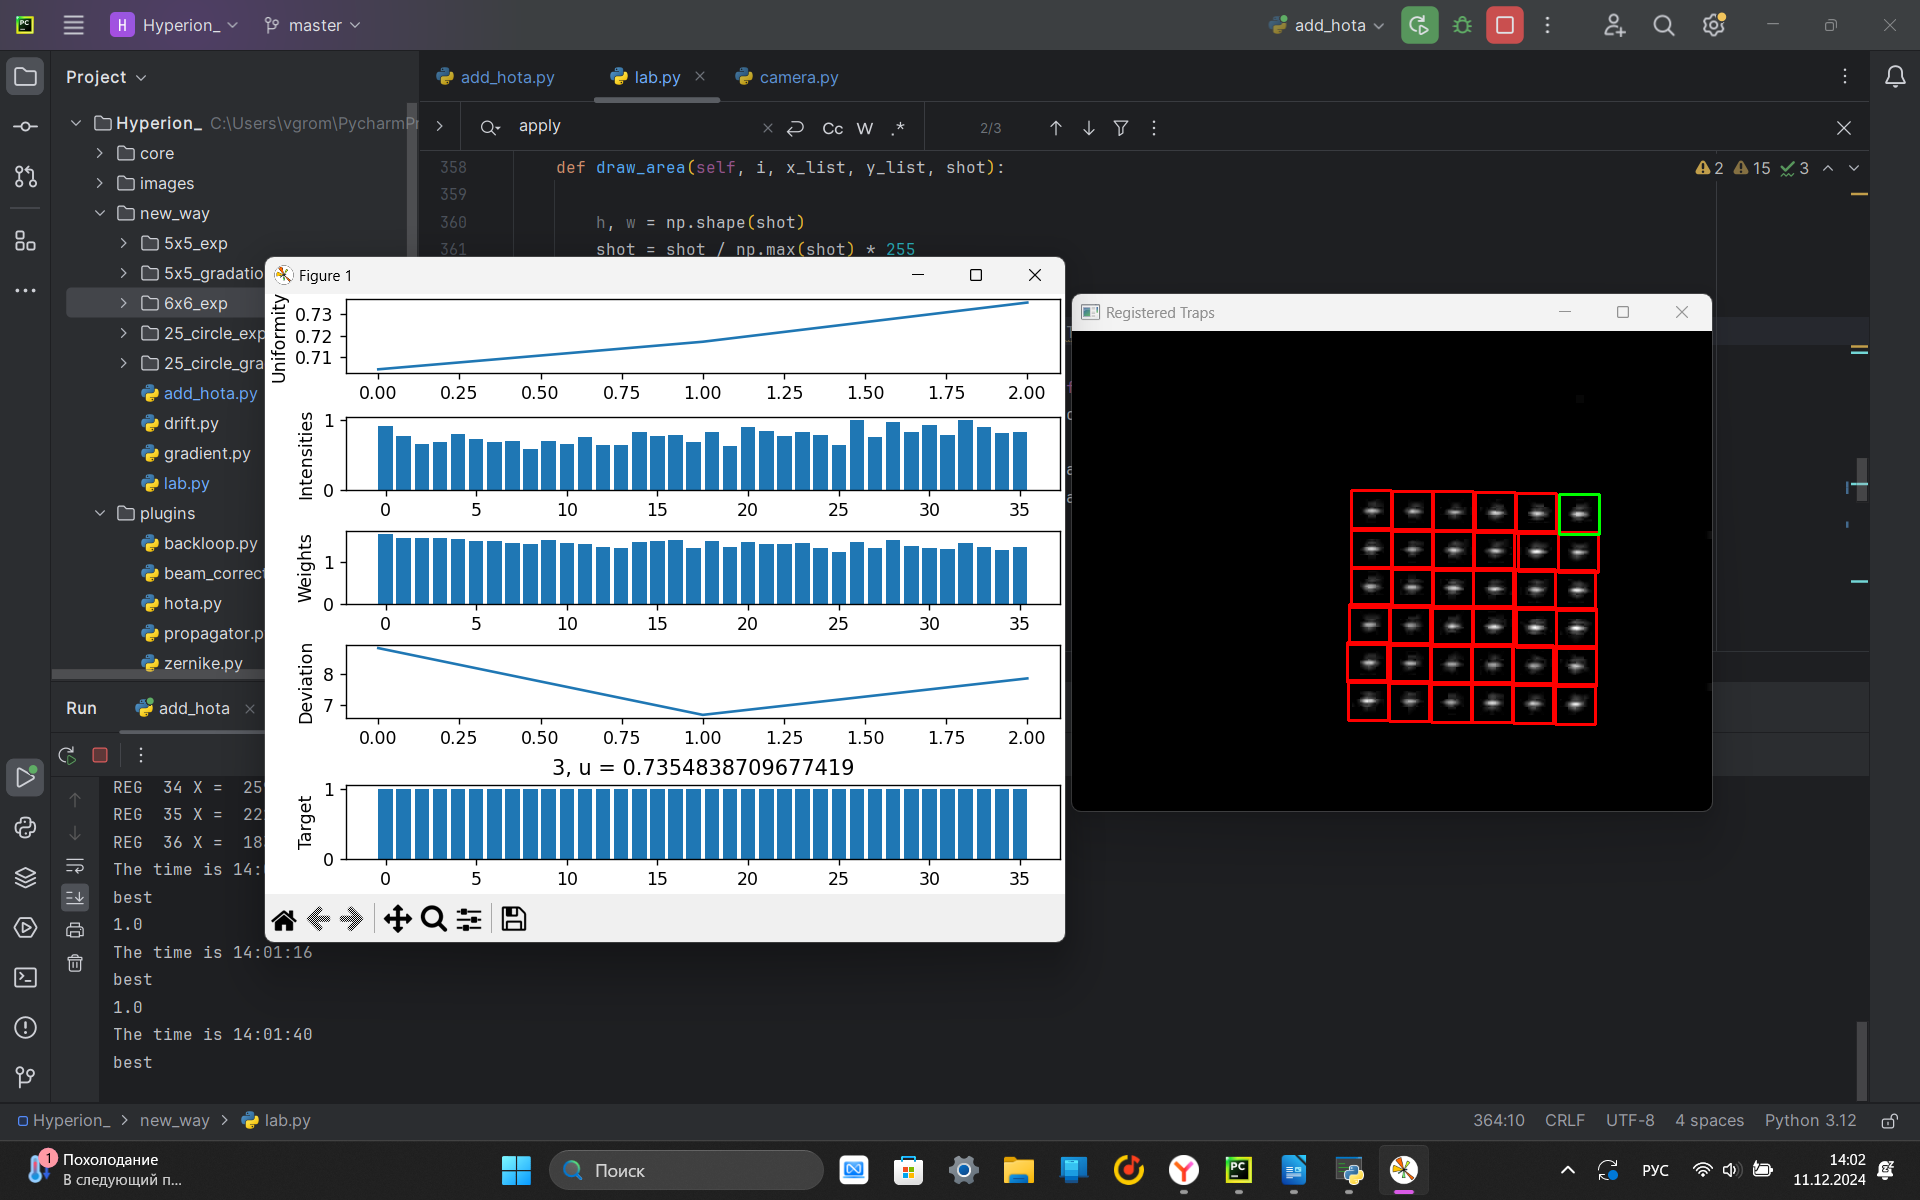 H Hyperion_ master add_hota
Project
add_hota.py lab.py camera.py
apply Cc W .* 2/3
Hyperion_ C:\Users\vgrom\PycharmPr
core
images
new_way
5x5_exp
5x5_gradatio
6x6_exp
25_circle_exp
25_circle_gra
add_hota.py
drift.py
gradient.py
lab.py
plugins
backloop.py
beam_correct
hota.py
propagator.p
zernike.py
358 def draw_area(self, i, x_list, y_list, shot):
359
360 h, w = np.shape(shot)
361 shot = shot / np.max(shot) * 255
2 15 3
Figure 1
Uniformity
0.73
0.72
0.71
0.00 0.25 0.50 0.75 1.00 1.25 1.50 1.75 2.00
Intensities
1
0
0 5 10 15 20 25 30 35
Weights
1
0
0 5 10 15 20 25 30 35
Deviation
8
7
0.00 0.25 0.50 0.75 1.00 1.25 1.50 1.75 2.00
3, u = 0.7354838709677419
Target
1
0
0 5 10 15 20 25 30 35
Registered Traps
Run add_hota
REG 34 X = 25
REG 35 X = 22
REG 36 X = 18
The time is 14:
best
1.0
The time is 14:01:16
best
1.0
The time is 14:01:40
best
Hyperion_ > new_way > lab.py
364:10 CRLF UTF-8 4 spaces Python 3.12
1 Похолодание
В следующий п...
Поиск
PC
РУС
14:02
11.12.2024